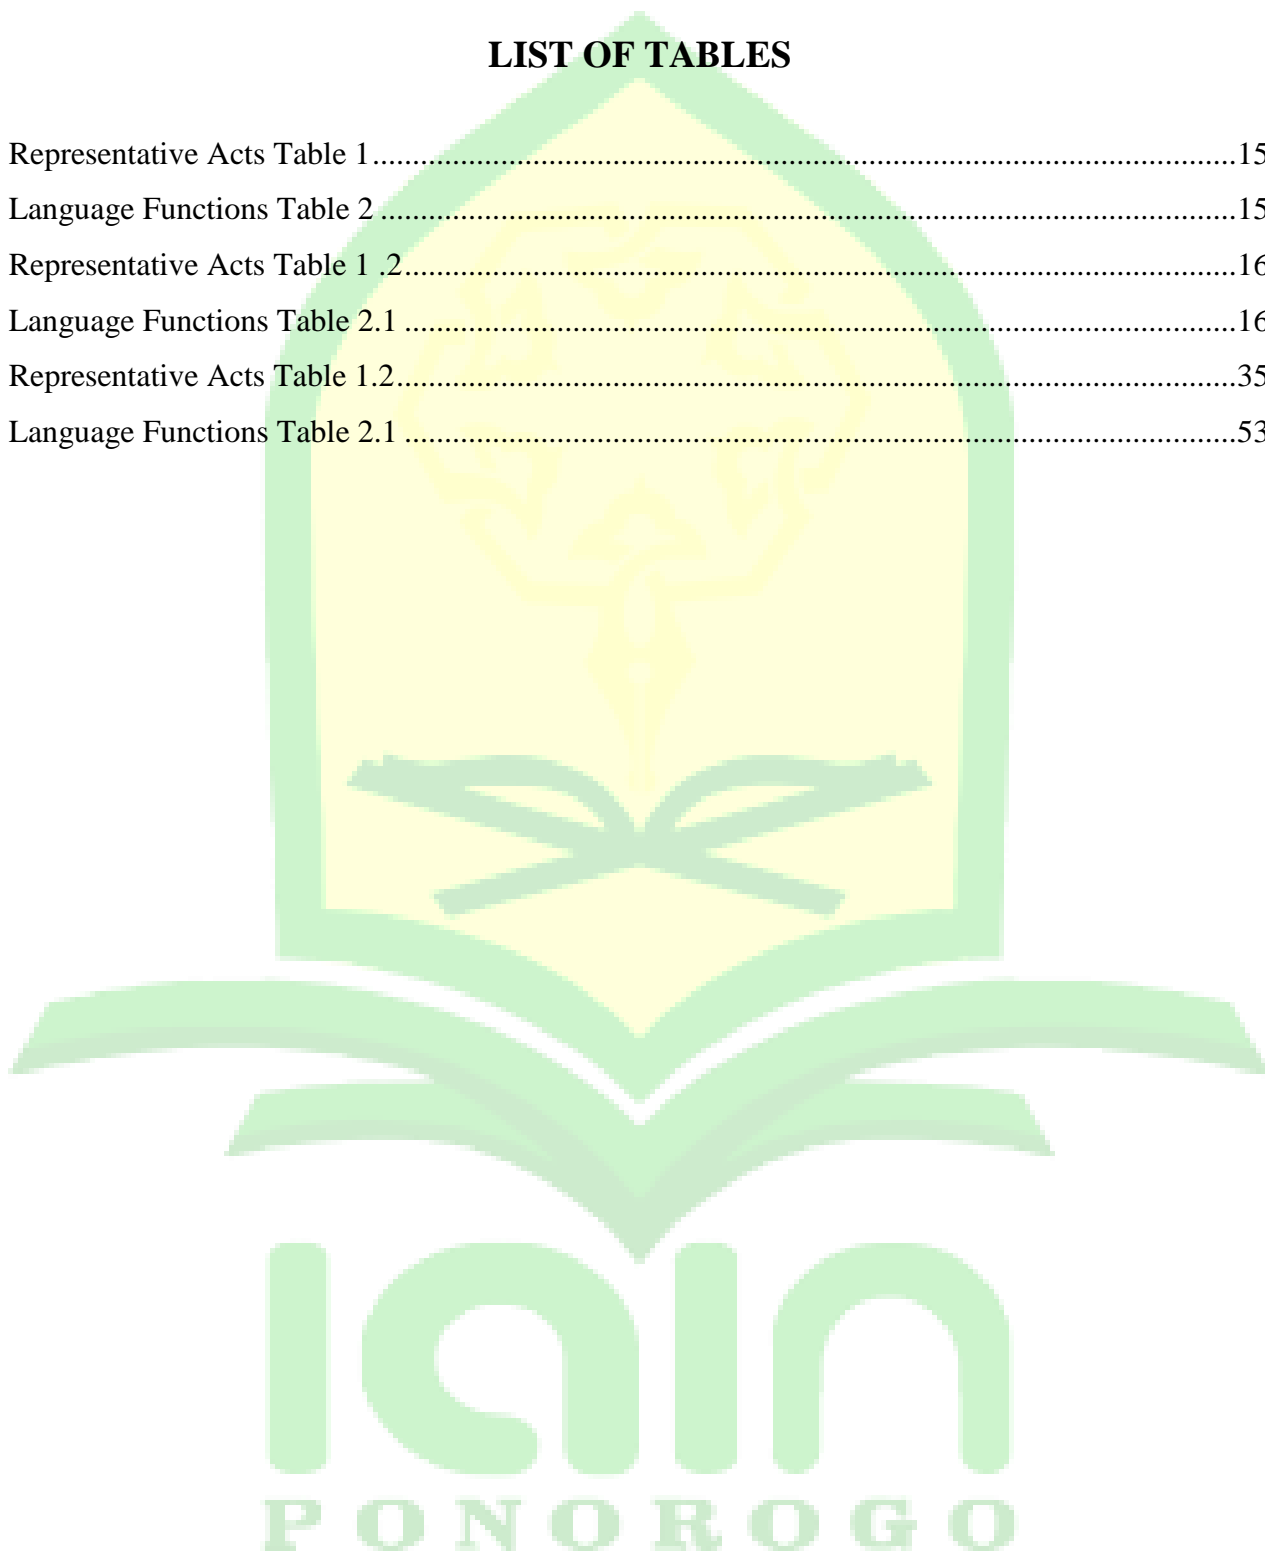 LIST OF TABLES
Representative Acts Table 1........................................................................................................15
Language Functions Table 2.......................................................................................................15
Representative Acts Table 1 .2....................................................................................................16
Language Functions Table 2.1....................................................................................................16
Representative Acts Table 1.2.....................................................................................................35
Language Functions Table 2.1....................................................................................................53
iain
PONOROGO